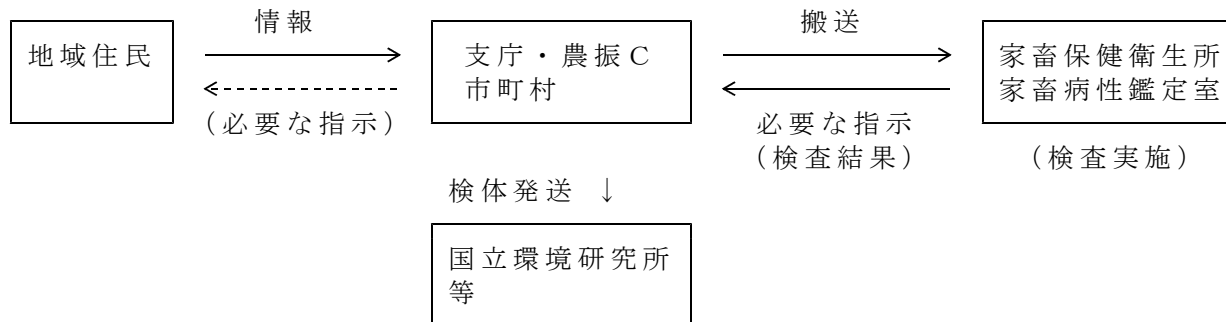 情報
搬送
地域住民
支庁・農振C
市町村
家畜保健衛生所
家畜病性鑑定室
(必要な指示)
必要な指示
(検査結果)
(検査実施)
検体発送 ↓
国立環境研究所
等